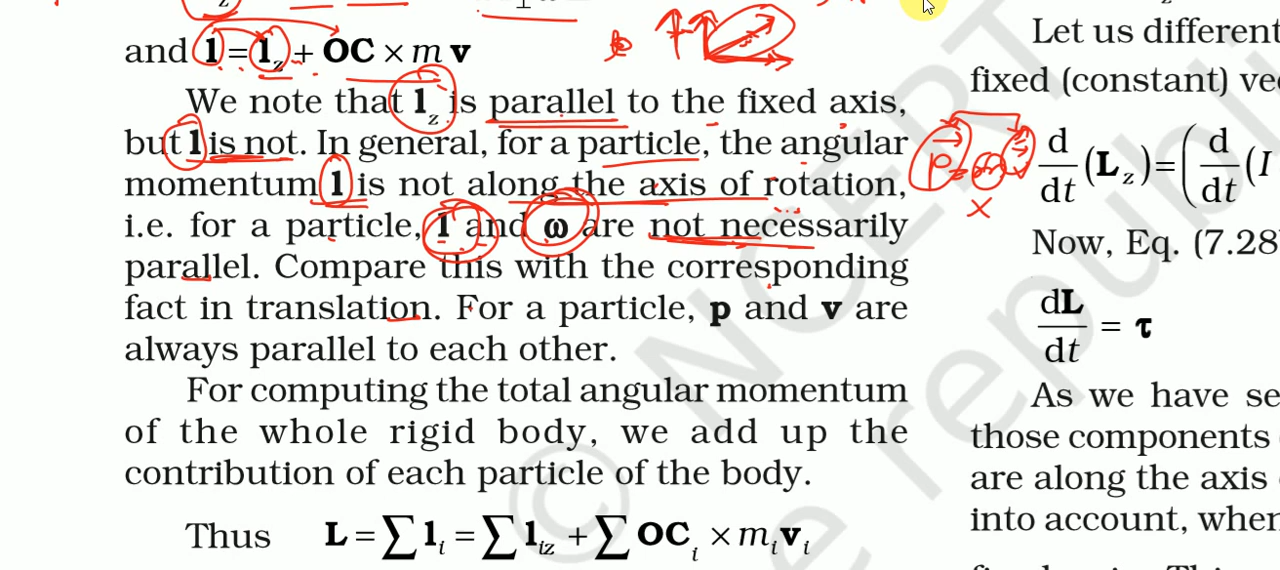 and l = l_z + OC × m v
We note that l_z is parallel to the fixed axis,
but l is not. In general, for a particle, the angular
momentum l is not along the axis of rotation,
i.e. for a particle, l and ω are not necessarily
parallel. Compare this with the corresponding
fact in translation. For a particle, p and v are
always parallel to each other.
For computing the total angular momentum
of the whole rigid body, we add up the
contribution of each particle of the body.
Thus L = ∑ l_i = ∑ l_iz + ∑ OC_i × m_i v_i
Let us different
fixed (constant) vec
d/dt (L_z) = (d/dt (I
Now, Eq. (7.28
dL/dt = τ
As we have se
those components
are along the axis
into account, when
© NCERT
e republi